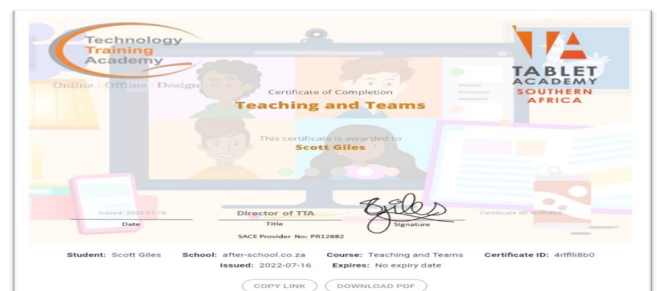 Technology
Training
Academy
Online | Offline | Design
TABLET
ACADEMY
SOUTHERN
AFRICA
Certificate of Completion
Teaching and Teams
This certificate is awarded to
Scott Giles
Issued: 2022-07-16
Date
Director of TTA
Title
SACE Provider No: PR12882
Giles
Signature
Certificate ID:
Student: Scott Giles School: after-school.co.za Course: Teaching and Teams Certificate ID: 4rlflli8b0
Issued: 2022-07-16 Expires: No expiry date
COPY LINK
DOWNLOAD PDF